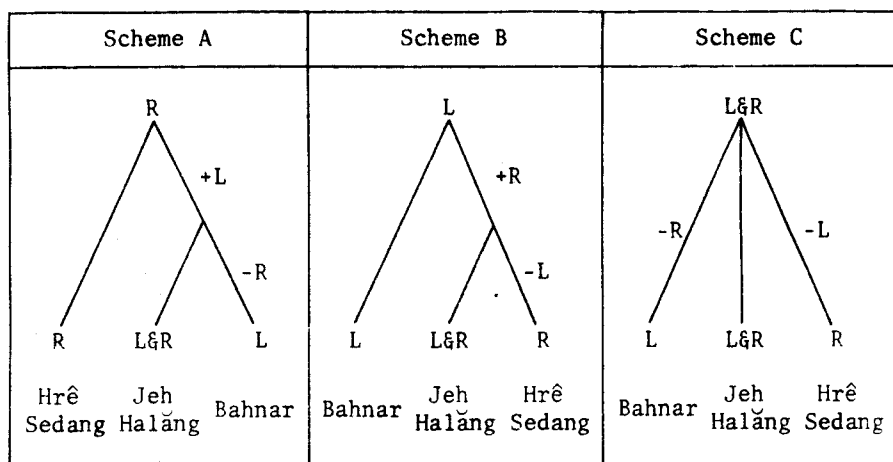 Scheme A Scheme B Scheme C
R L L&R
+L +R
-R -L
-R -L
R L&R L L L&R R L L&R R
Hrê Jeh Bahnar Bahnar Jeh Hrê Bahnar Jeh Hrê
Sedang Halăng Halăng Sedang Halăng Sedang